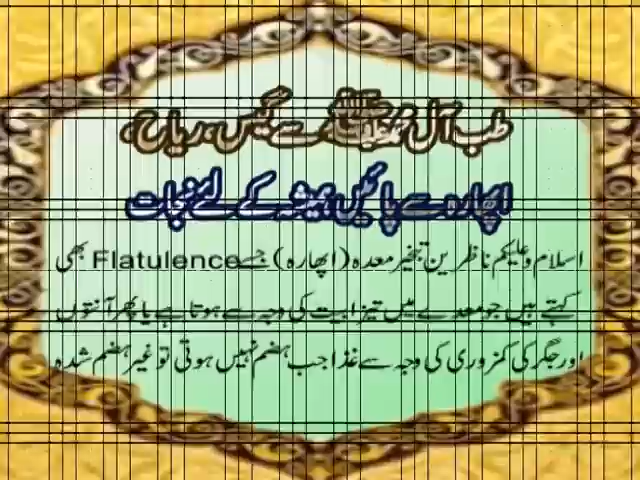 طب آل محمدﷺ سے گیس، ریاح،
اپھارہ سے پائیں ہمیشہ کے لئے نجات
اسلام وعلیکم ناظرین تبخیر معدہ (اپھارہ) جسے Flatulence بھی
کہتے ہیں جو معدے میں تیزابیت کی وجہ سے ہوتا ہے یا پھر آنتوں
اور جگر کی کمزوری کی وجہ سے غذا جب ہضم نہیں ہوتی تو غیر ہضم شدہ